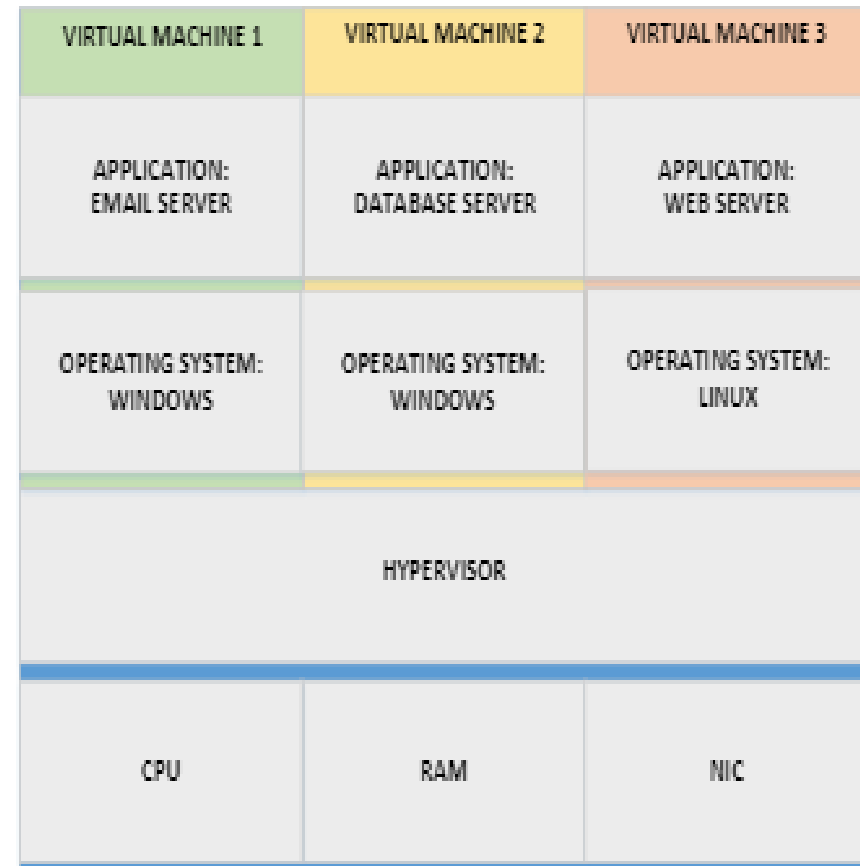 VIRTUAL MACHINE 1
VIRTUAL MACHINE 2
VIRTUAL MACHINE 3
APPLICATION:
EMAIL SERVER
APPLICATION:
DATABASE SERVER
APPLICATION:
WEB SERVER
OPERATING SYSTEM:
WINDOWS
OPERATING SYSTEM:
WINDOWS
OPERATING SYSTEM:
LINUX
HYPERVISOR
CPU
RAM
NIC